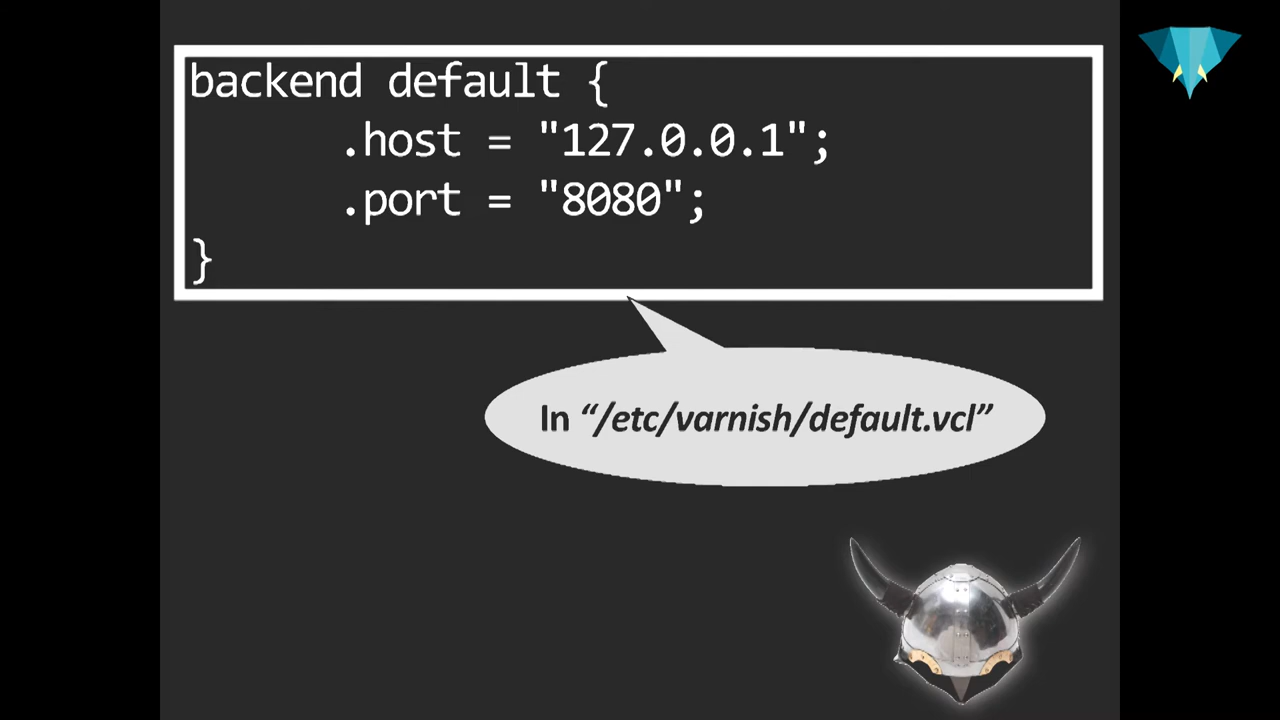 backend default {
.host = "127.0.0.1";
.port = "8080";
}
In “/etc/varnish/default.vcl”